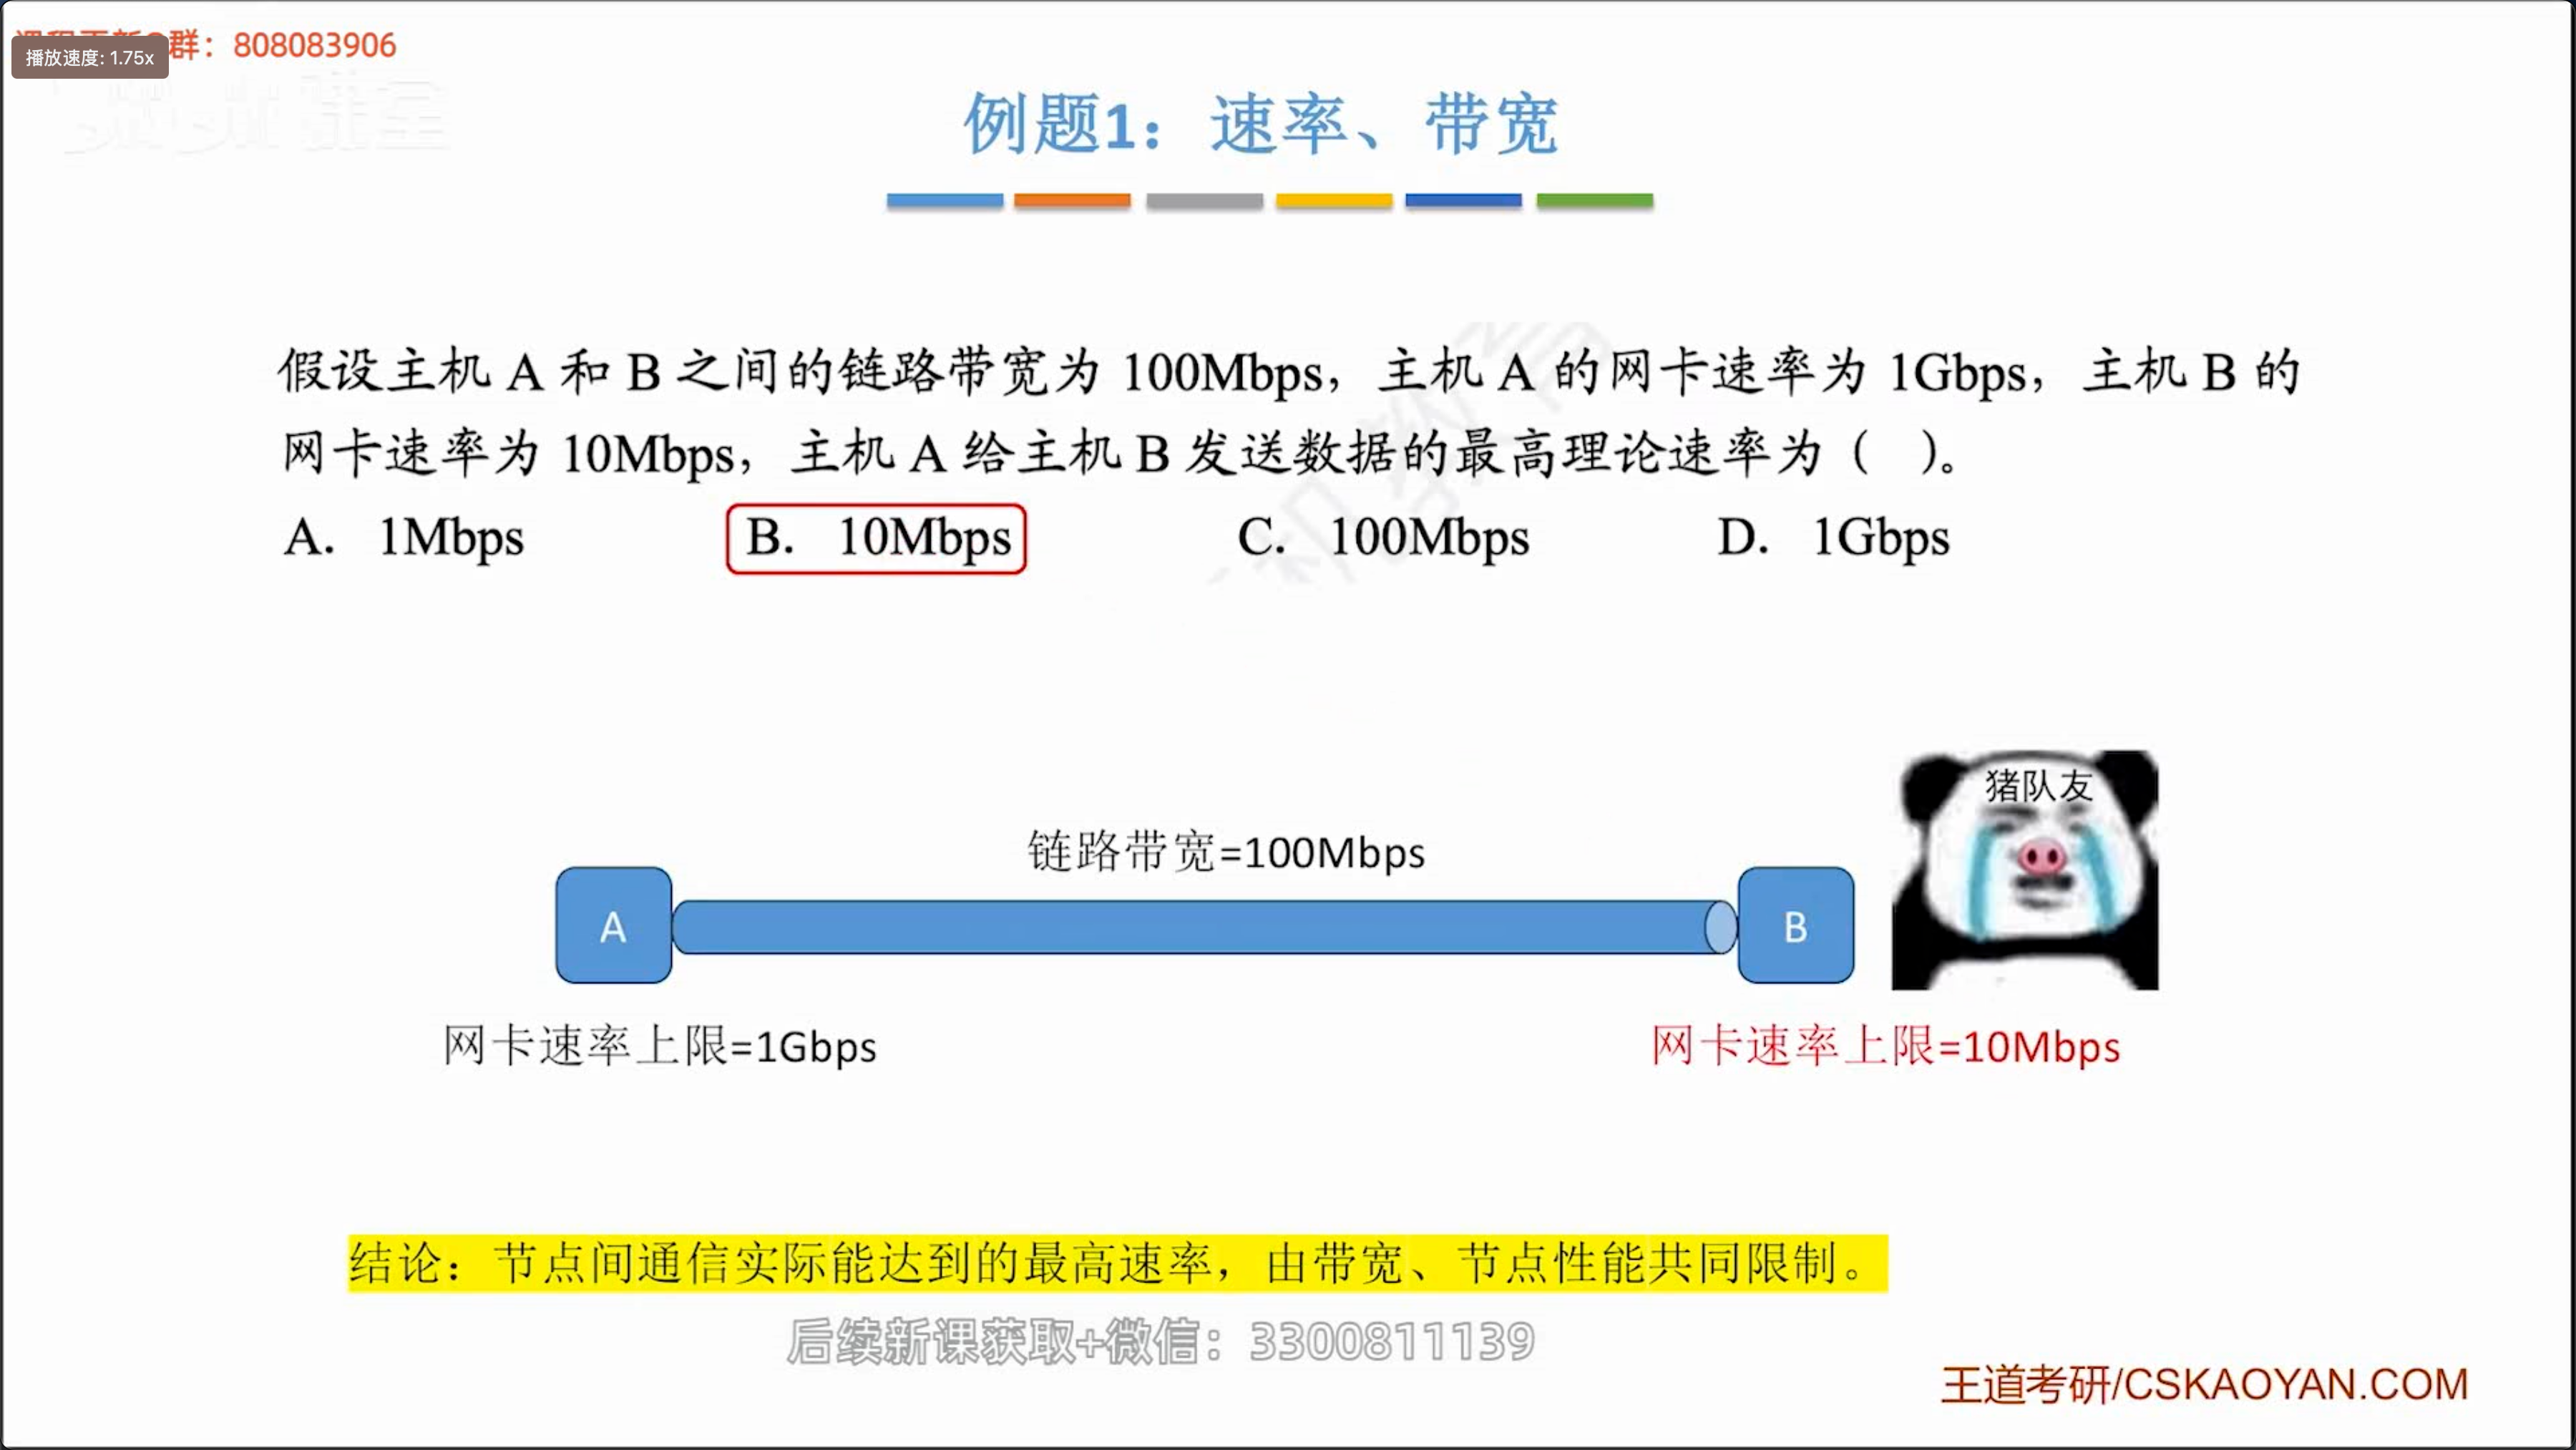 群：808083906
播放速度: 1.75x
例题1：速率、带宽
假设主机 A 和 B 之间的链路带宽为 100Mbps，主机 A 的网卡速率为 1Gbps，主机 B 的
网卡速率为 10Mbps，主机 A 给主机 B 发送数据的最高理论速率为（ ）。
A. 1Mbps B. 10Mbps C. 100Mbps D. 1Gbps
猪队友
链路带宽=100Mbps
A B
网卡速率上限=1Gbps 网卡速率上限=10Mbps
结论：节点间通信实际能达到的最高速率，由带宽、节点性能共同限制。
后续新课获取+微信：3300811139
王道考研/CSKAOYAN.COM